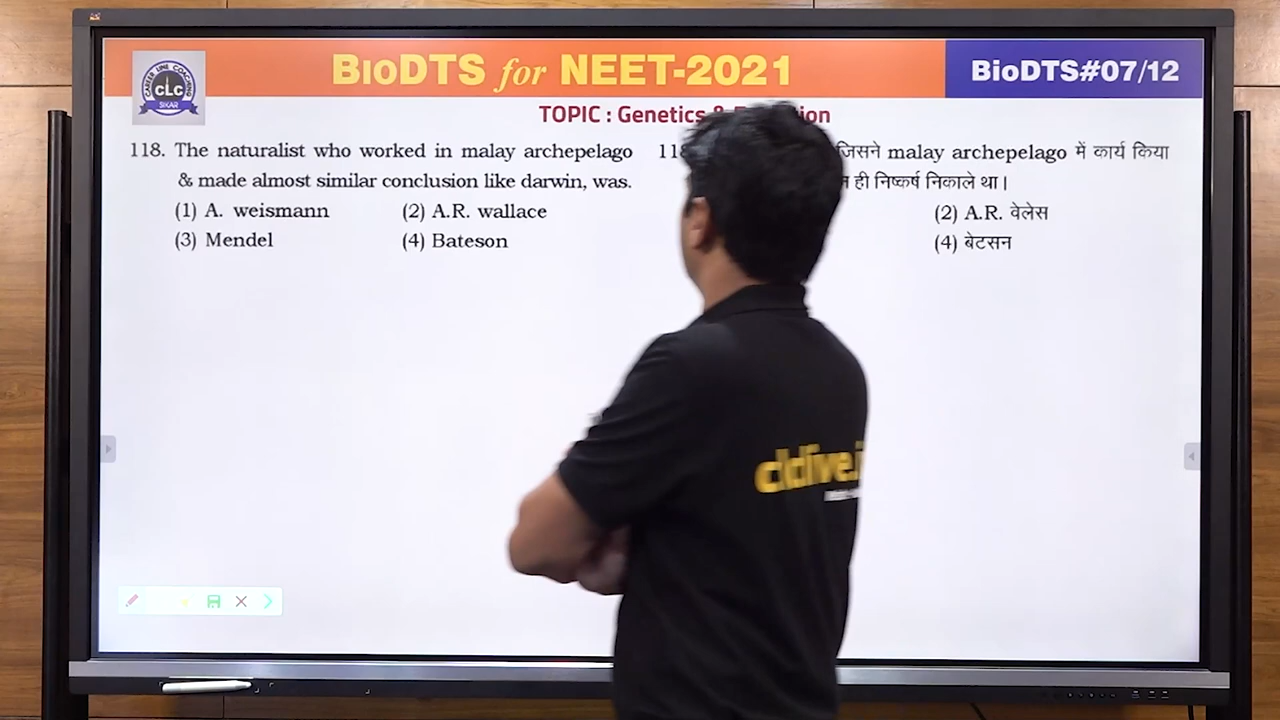 BIODTS for NEET-2021
BioDTS#07/12
CAREER LINE COACHING
CLC
SIKAR
TOPIC : Genetics &
118. The naturalist who worked in malay archepelago
& made almost similar conclusion like darwin, was.
(1) A. weismann (2) A.R. wallace
(3) Mendel (4) Bateson
जिसने malay archepelago में कार्य किया
ही निष्कर्ष निकाले था।
(2) A.R. वेलेस
(4) बेटसन